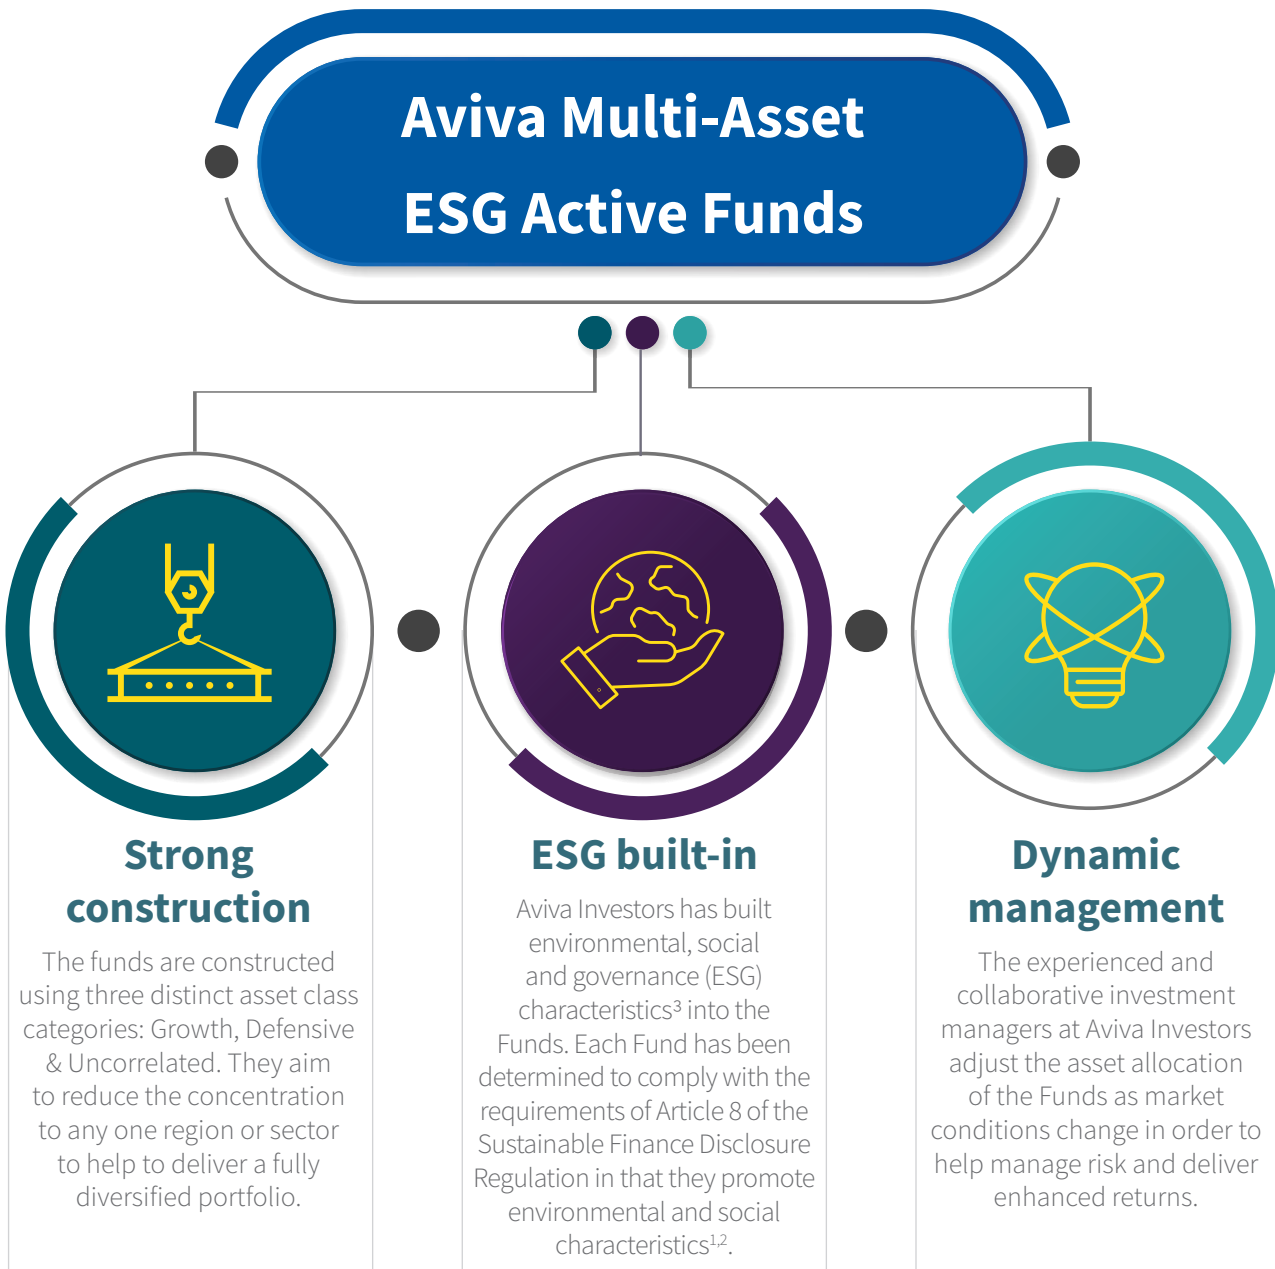 Aviva Multi-Asset
ESG Active Funds
Strong
construction
The funds are constructed
using three distinct asset class
categories: Growth, Defensive
& Uncorrelated. They aim
to reduce the concentration
to any one region or sector
to help to deliver a fully
diversified portfolio.
ESG built-in
Aviva Investors has built
environmental, social
and governance (ESG)
characteristics³ into the
Funds. Each Fund has been
determined to comply with the
requirements of Article 8 of the
Sustainable Finance Disclosure
Regulation in that they promote
environmental and social
characteristics¹,².
Dynamic
management
The experienced and
collaborative investment
managers at Aviva Investors
adjust the asset allocation
of the Funds as market
conditions change in order to
help manage risk and deliver
enhanced returns.